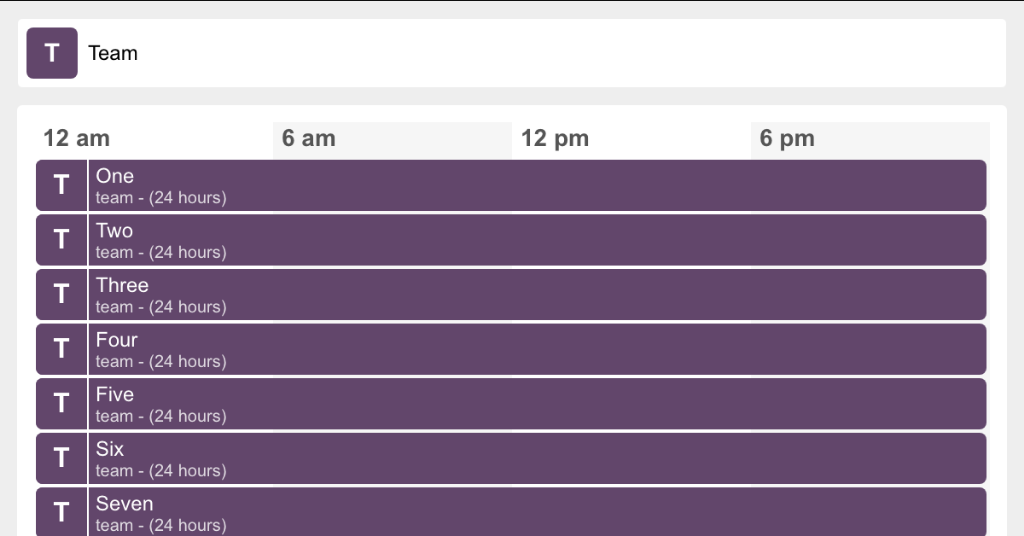 T Team
12 am 6 am 12 pm 6 pm
T One
team - (24 hours)
T Two
team - (24 hours)
T Three
team - (24 hours)
T Four
team - (24 hours)
T Five
team - (24 hours)
T Six
team - (24 hours)
T Seven
team - (24 hours)